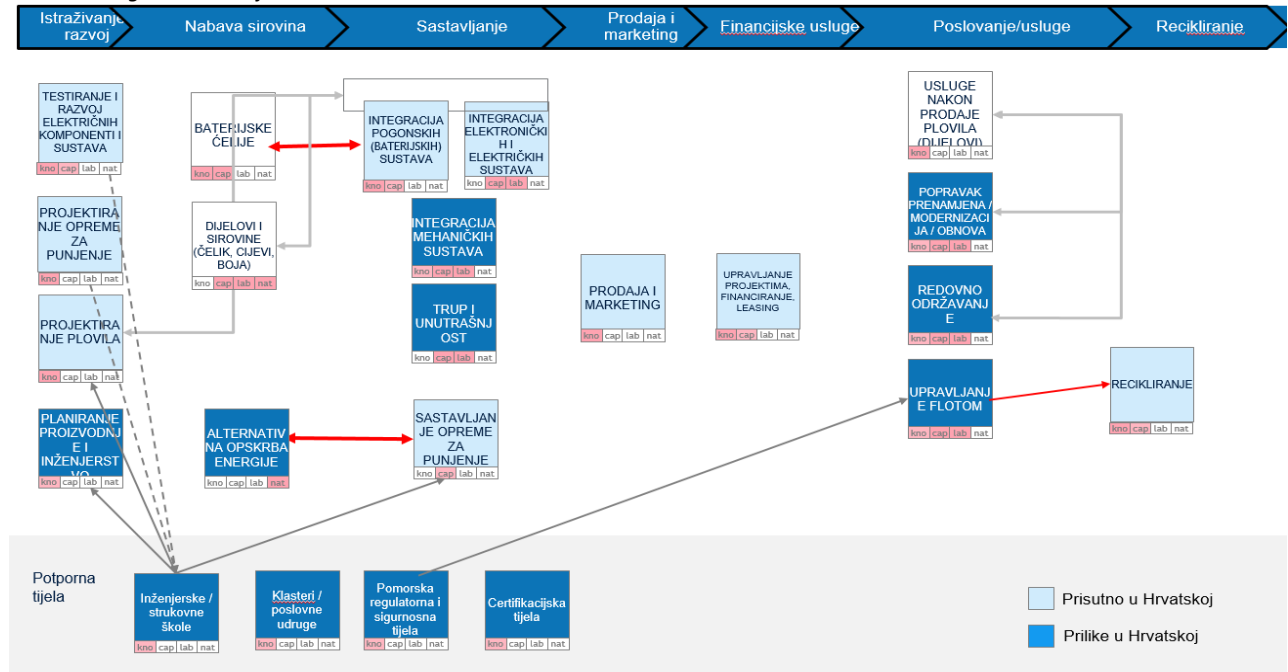 Istraživanje
razvoj
Nabava sirovina
Sastavljanje
Prodaja i
marketing
Financijske usluge
Poslovanje/usluge
Recikliranje
TESTIRANJE I
RAZVOJ
ELEKTRIČNIH
KOMPONENTI I
SUSTAVA
kno cap lab nat
BATERIJSKE
ĆELIJE
kno cap lab nat
INTEGRACIJA
POGONSKIH
(BATERIJSKIH)
SUSTAVA
kno cap lab nat
INTEGRACIJA
ELEKTRONIČKI
H I
ELEKTRIČKIH
SUSTAVA
kno cap lab nat
USLUGE
NAKON
PRODAJE
PLOVILA
(DIJELOVI)
kno cap lab nat
PROJEKTIRA
NJE OPREME
ZA
PUNJENJE
kno cap lab nat
DIJELOVI I
SIROVINE
(ČELIK, CIJEVI,
BOJA)
kno cap lab nat
INTEGRACIJA
MEHANIČKIH
SUSTAVA
kno cap lab nat
POPRAVAK
PRENAMJENA /
MODERNIZACI
JA / OBNOVA
kno cap lab nat
PROJEKTIRA
NJE PLOVILA
kno cap lab nat
TRUP I
UNUTRAŠNJ
OST
kno cap lab nat
PRODAJA I
MARKETING
kno cap lab nat
UPRAVLJANJE
PROJEKTIMA,
FINANCIRANJE,
LEASING
kno cap lab nat
REDOVNO
ODRŽAVANJ
E
kno cap lab nat
PLANIRANJE
PROIZVODNJ
E I
INŽENJERST
VO
kno cap lab nat
ALTERNATIV
NA OPSKRBA
ENERGIJE
kno cap lab nat
SASTAVLJAN
JE OPREME
ZA
PUNJENJE
kno cap lab nat
UPRAVLJANJ
E FLOTOM
kno cap lab nat
RECIKLIRANJE
kno cap lab nat
Potporna
tijela
Inženjerske /
strukovne
škole
kno cap lab nat
Klasteri /
poslovne
udruge
kno cap lab nat
Pomorska
regulatorna i
sigurnosna
tijela
kno cap lab nat
Certifikacijska
tijela
kno cap lab nat
Prisutno u Hrvatskoj
Prilike u Hrvatskoj